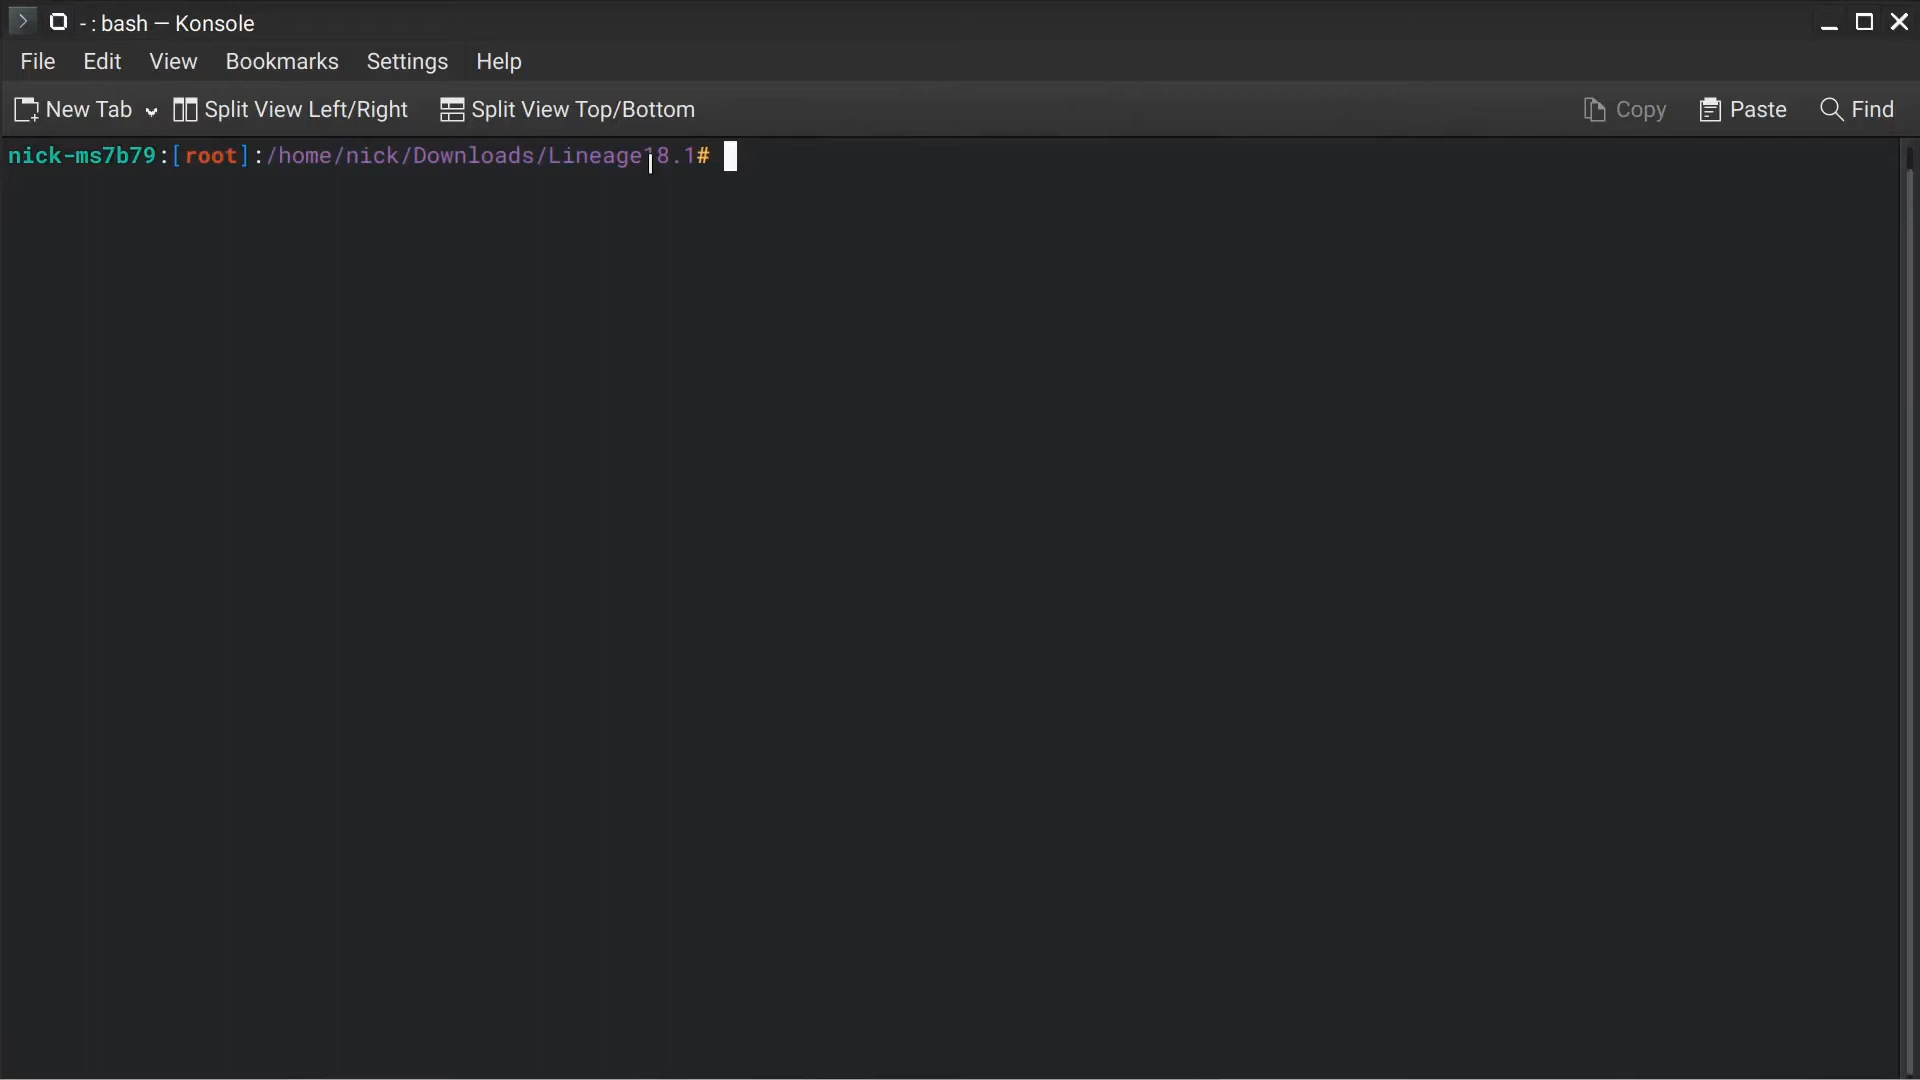 - : bash — Konsole
File Edit View Bookmarks Settings Help
New Tab Split View Left/Right Split View Top/Bottom Copy Paste Find
nick-ms7b79:[root]:/home/nick/Downloads/Lineage18.1#